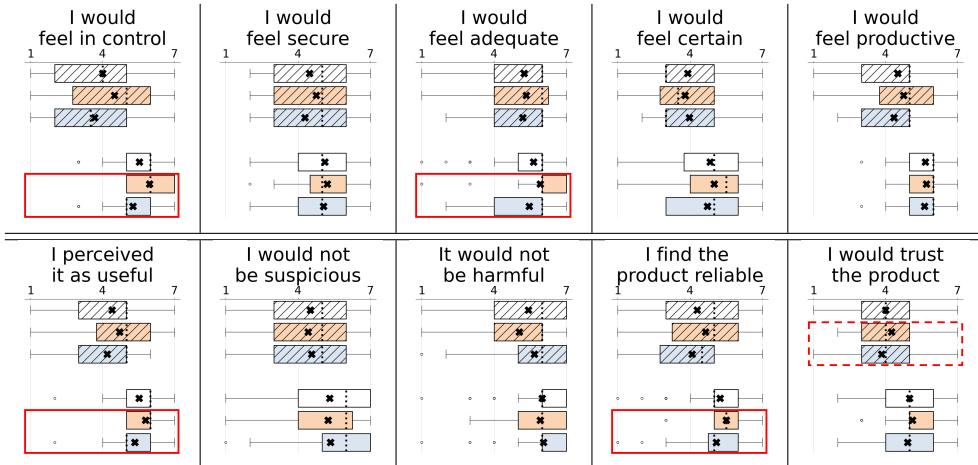 I would
feel in control
1 4 7
I would
feel secure
1 4 7
I would
feel adequate
1 4 7
I would
feel certain
1 4 7
I would
feel productive
1 4 7
I perceived
it as useful
1 4 7
I would not
be suspicious
1 4 7
It would not
be harmful
1 4 7
I find the
product reliable
1 4 7
I would trust
the product
1 4 7